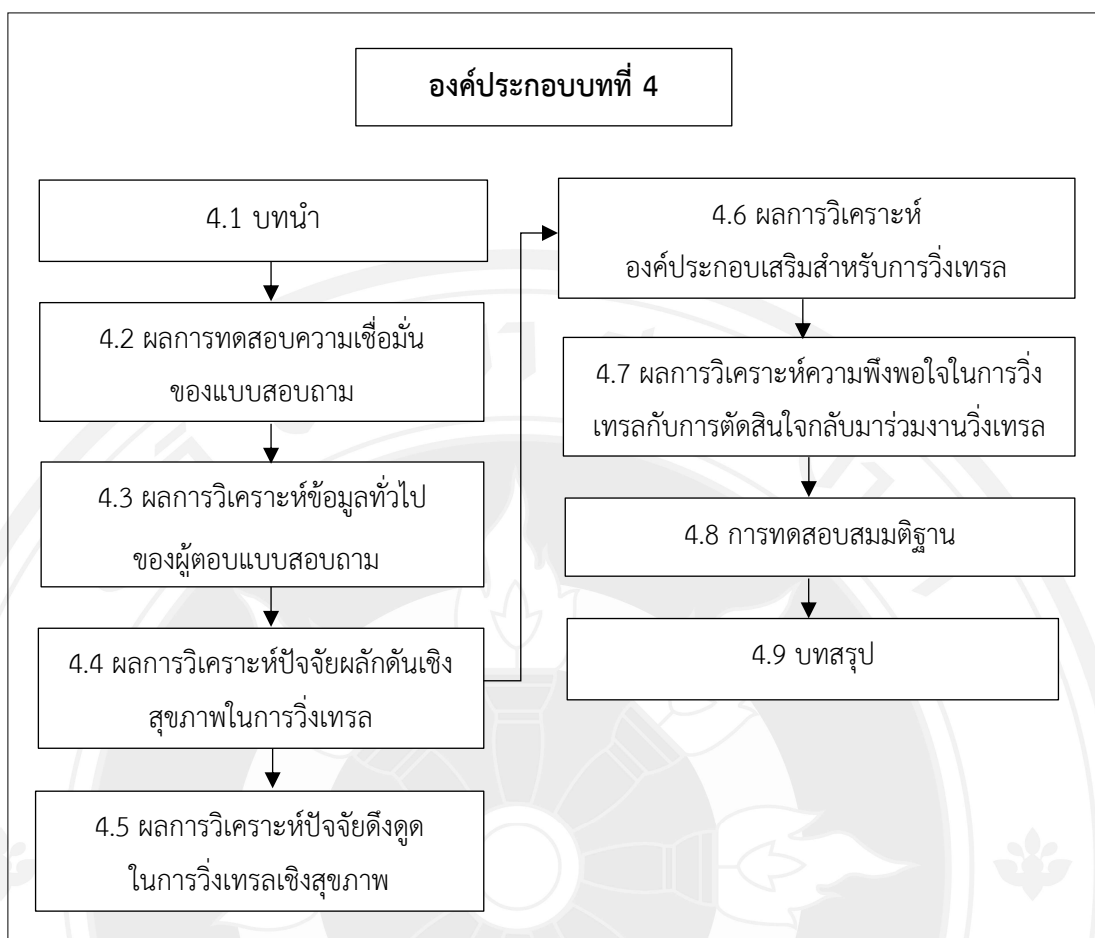 องค์ประกอบบทที่ 4
4.1 บทนำ
4.2 ผลการทดสอบความเชื่อมั่น
ของแบบสอบถาม
4.3 ผลการวิเคราะห์ข้อมูลทั่วไป
ของผู้ตอบแบบสอบถาม
4.4 ผลการวิเคราะห์ปัจจัยผลักดันเชิง
สุขภาพในการวิ่งเทรล
4.5 ผลการวิเคราะห์ปัจจัยดึงดูด
ในการวิ่งเทรลเชิงสุขภาพ
4.6 ผลการวิเคราะห์
องค์ประกอบเสริมสำหรับการวิ่งเทรล
4.7 ผลการวิเคราะห์ความพึงพอใจในการวิ่ง
เทรลกับการตัดสินใจกลับมาร่วมงานวิ่งเทรล
4.8 การทดสอบสมมติฐาน
4.9 บทสรุป